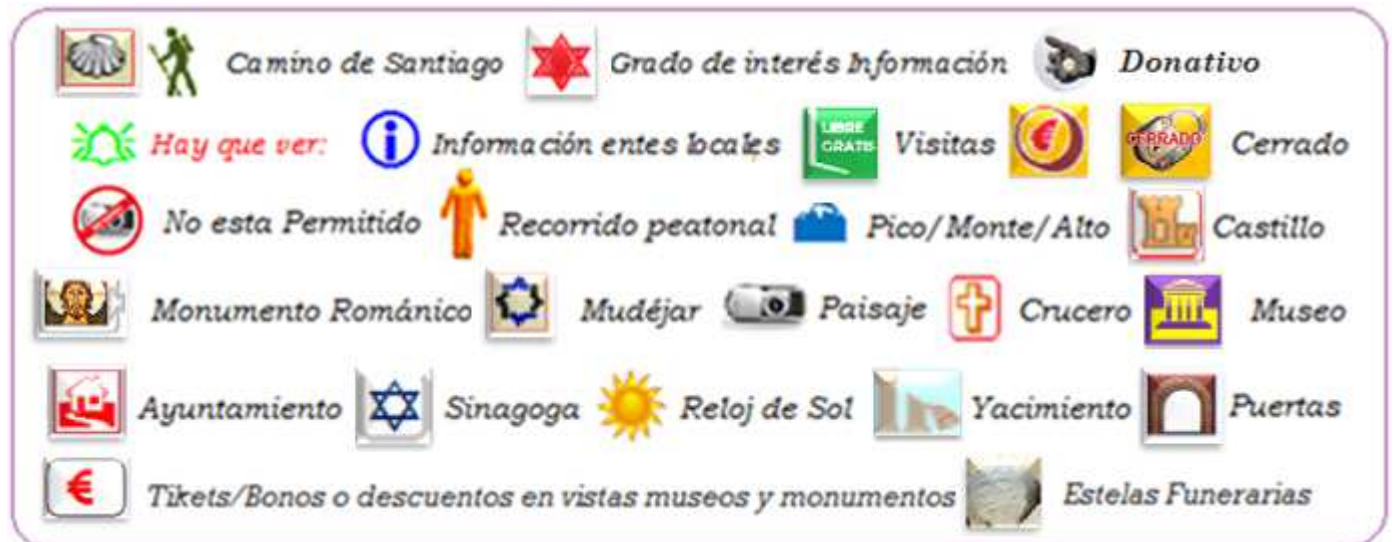 Camino de Santiago Grado de interés Información Donativo
Hay que ver: Información entes locales LIBRE GRATIS Visitas € CERRADO Cerrado
No esta Permitido Recorrido peatonal Pico/Monte/Alto Castillo
Monumento Románico Mudéjar Paisaje Crucero Museo
Ayuntamiento Sinagoga Reloj de Sol Yacimiento Puertas
€ Tikets/Bonos o descuentos en vistas museos y monumentos Estelas Funerarias